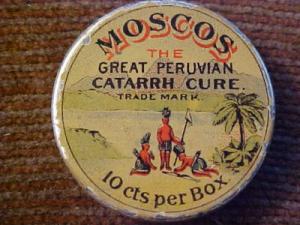 MOSCOS
THE
GREAT PERUVIAN
CATARRH CURE.
TRADE MARK.
10 cts per Box